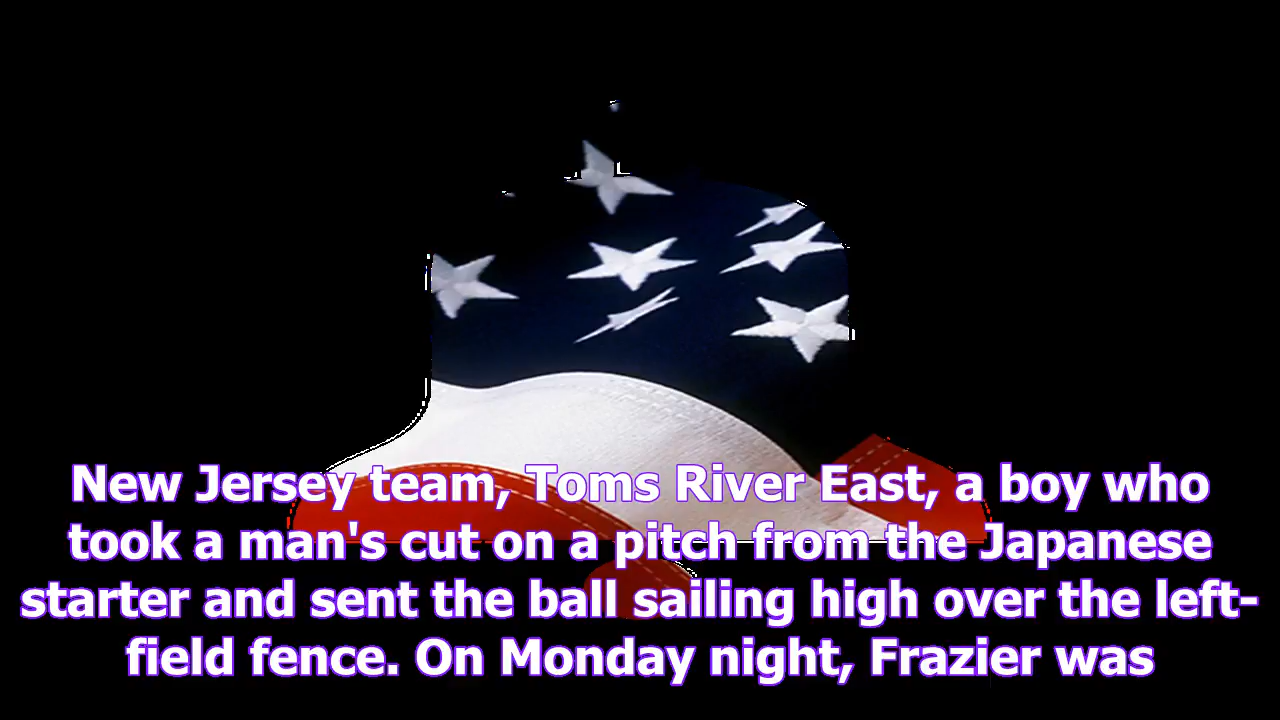 New Jersey team, Toms River East, a boy who
took a man's cut on a pitch from the Japanese
starter and sent the ball sailing high over the left-
field fence. On Monday night, Frazier was